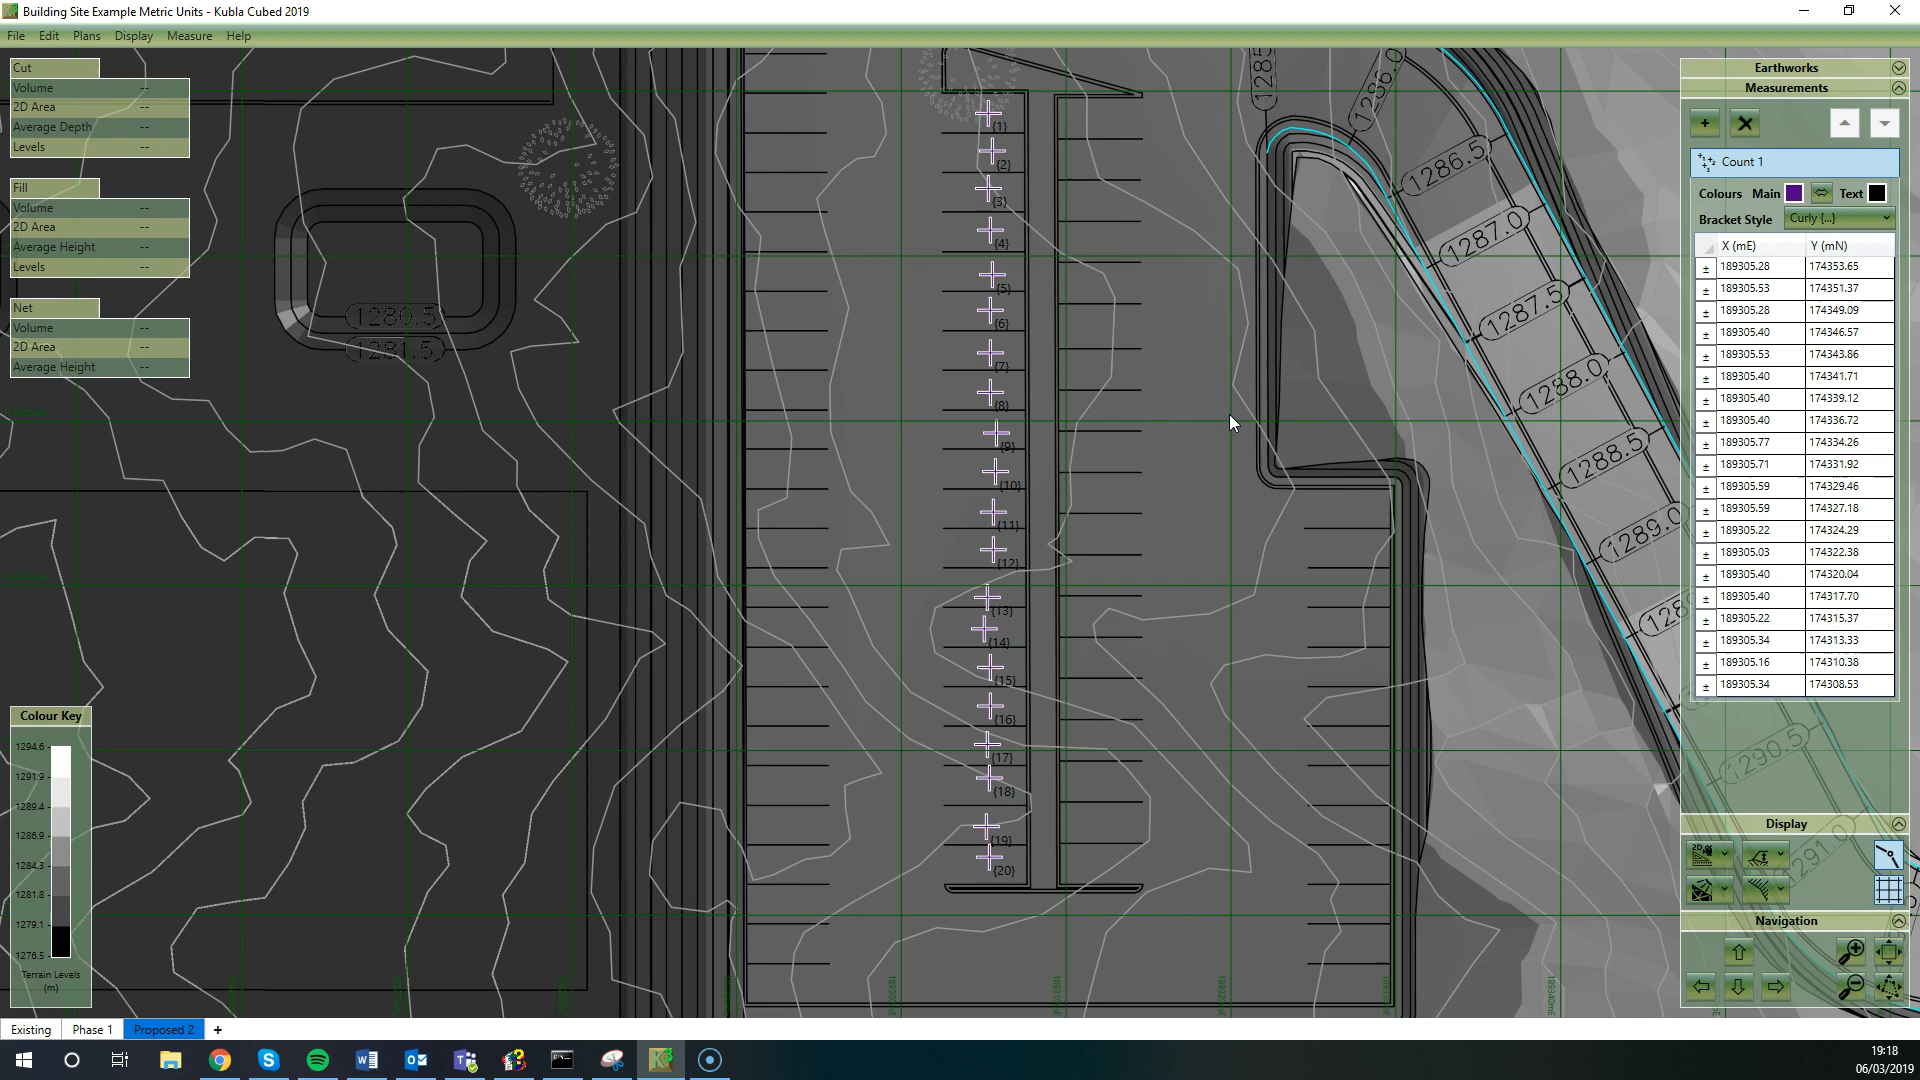 Building Site Example Metric Units - Kubla Cubed 2019
File Edit Plans Display Measure Help
Cut
Volume --
2D Area --
Average Depth --
Levels --
Fill
Volume --
2D Area --
Average Height --
Levels --
Net
Volume --
2D Area --
Average Height --
1280.5
1281.5
Colour Key
1294.6
1291.9
1289.4
1286.9
1284.3
1281.8
1279.1
1276.5
Terrain Levels
(m)
{1}
{2}
{3}
{4}
{5}
{6}
{7}
{8}
{9}
{10}
{11}
{12}
{13}
{14}
{15}
{16}
{17}
{18}
{19}
{20}
1286.0
1286.5
1287.0
1287.5
1288.0
1288.5
1289.0
1290.5
1291.0
Earthworks
Measurements
Count 1
Colours Main Text
Bracket Style Curly {...}
X (mE) Y (mN)
189305.28 174353.65
189305.53 174351.37
189305.28 174349.09
189305.40 174346.57
189305.53 174343.86
189305.40 174341.71
189305.40 174339.12
189305.40 174336.72
189305.77 174334.26
189305.71 174331.92
189305.59 174329.46
189305.59 174327.18
189305.22 174324.29
189305.03 174322.38
189305.40 174320.04
189305.40 174317.70
189305.22 174315.37
189305.34 174313.33
189305.16 174310.38
189305.34 174308.53
Display
2D
Navigation
Existing Phase 1 Proposed 2 +
19:18
06/03/2019